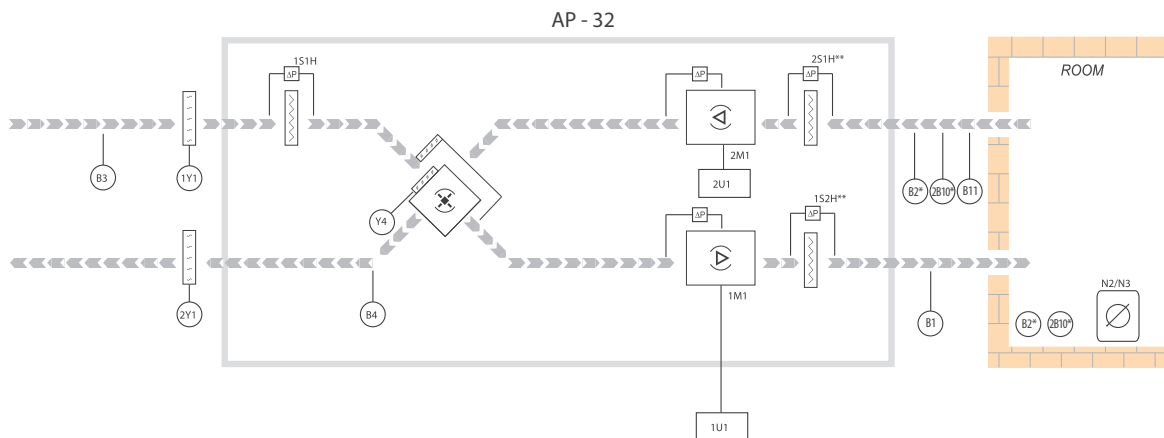 AP - 32
1S1H
ΔP
ΔP
2S1H**
ΔP
ROOM
2M1
2U1
B3
1Y1
B2*
2B10*
B11
Y4
1S2H**
ΔP
ΔP
N2/N3
1M1
2Y1
B4
B1
B2*
2B10*
1U1